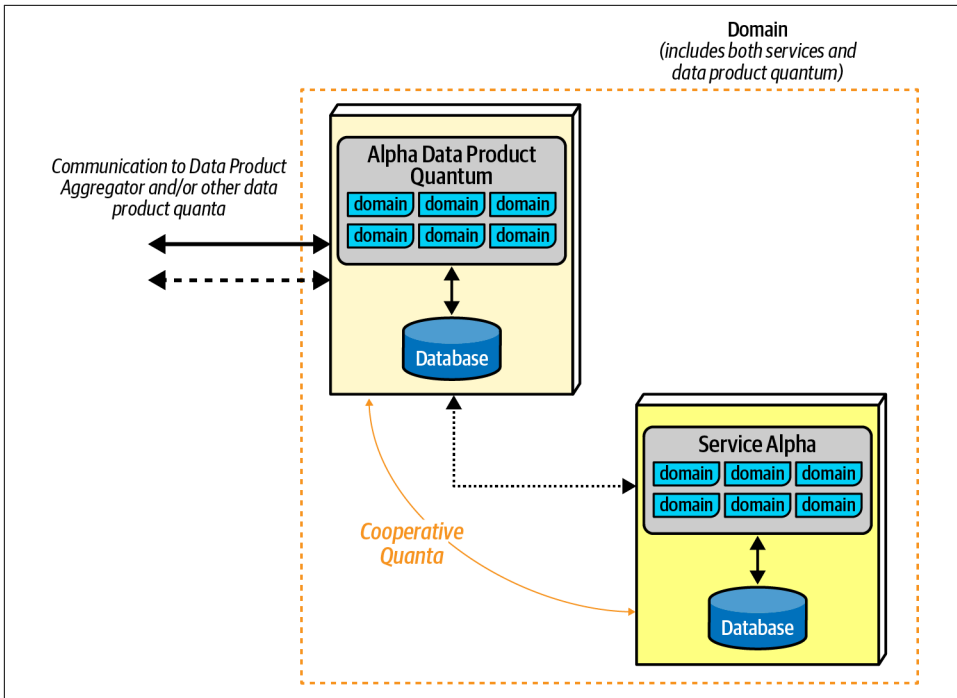 Domain
(includes both services and
data product quantum)
Communication to Data Product
Aggregator and/or other data
product quanta
Alpha Data Product
Quantum
domain domain domain
domain domain domain
Database
Service Alpha
domain domain domain
domain domain domain
Database
Cooperative
Quanta